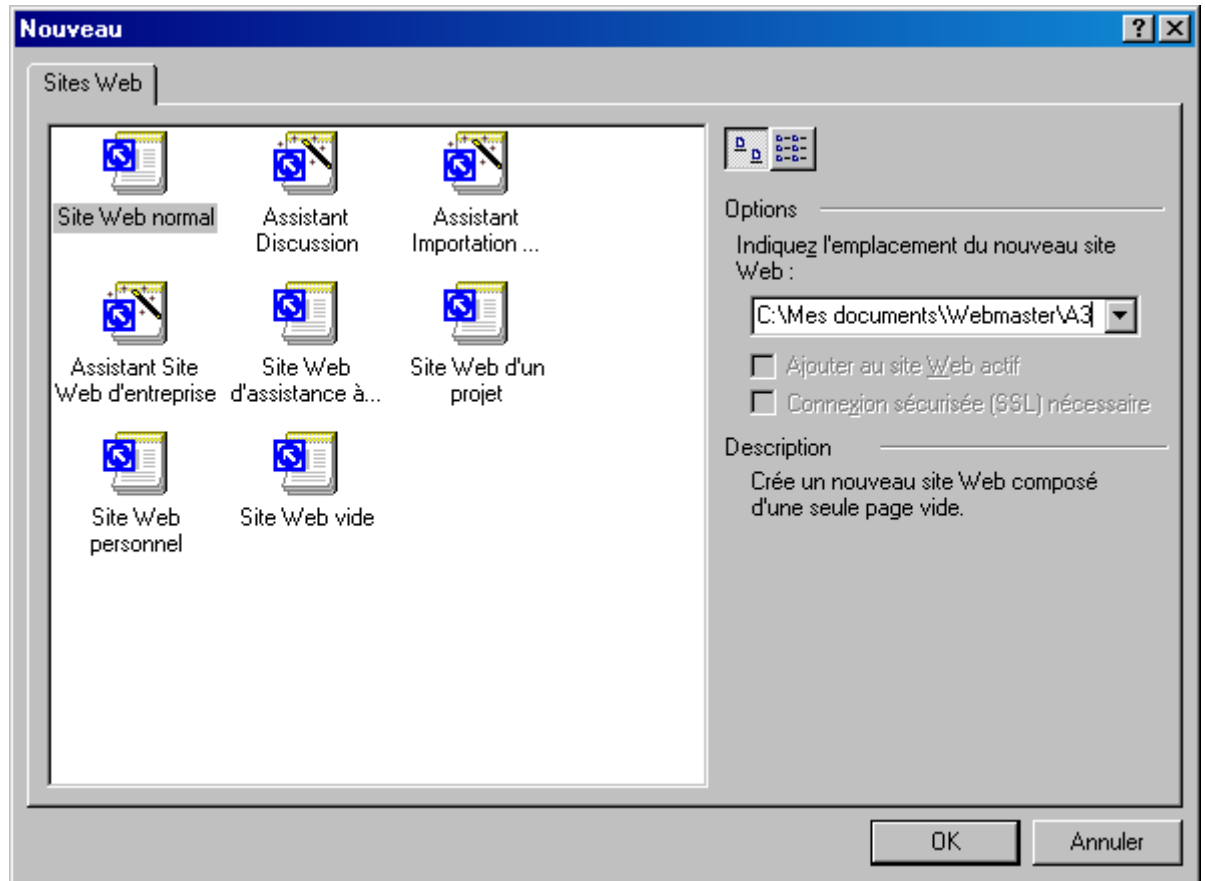 Nouveau
Sites Web
Site Web normal
Assistant
Discussion
Assistant
Importation ...
Assistant Site
Web d'entreprise
Site Web
d'assistance à...
Site Web d'un
projet
Site Web
personnel
Site Web vide
Options
Indiquez l'emplacement du nouveau site
Web :
C:\Mes documents\Webmaster\A3
Ajouter au site Web actif
Connexion sécurisée (SSL) nécessaire
Description
Crée un nouveau site Web composé
d'une seule page vide.
OK
Annuler